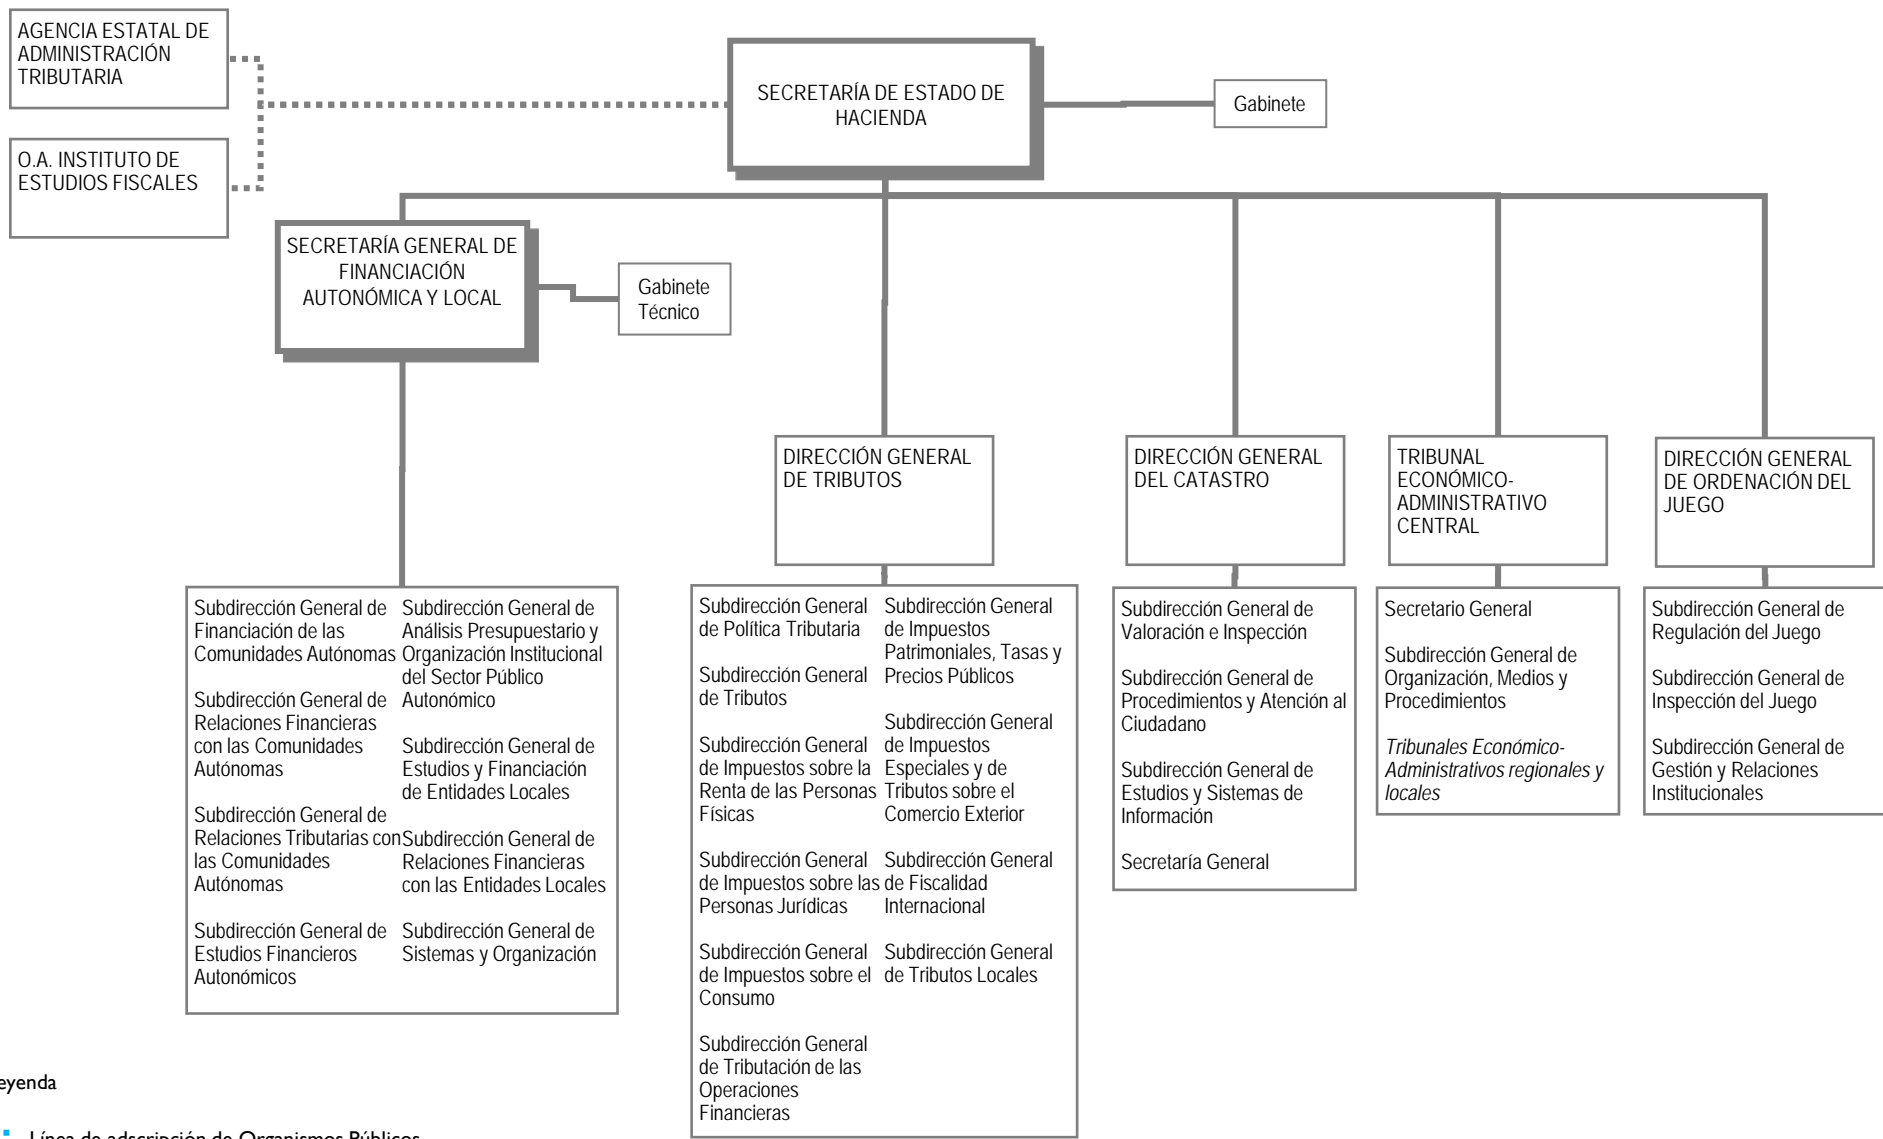 AGENCIA ESTATAL DE
ADMINISTRACIÓN
TRIBUTARIA
O.A. INSTITUTO DE
ESTUDIOS FISCALES
SECRETARÍA DE ESTADO DE
HACIENDA
Gabinete
SECRETARÍA GENERAL DE
FINANCIACIÓN
AUTONÓMICA Y LOCAL
Gabinete
Técnico
DIRECCIÓN GENERAL
DE TRIBUTOS
DIRECCIÓN GENERAL
DEL CATASTRO
TRIBUNAL
ECONÓMICO-
ADMINISTRATIVO
CENTRAL
DIRECCIÓN GENERAL
DE ORDENACIÓN DEL
JUEGO
Subdirección General de
Financiación de las
Comunidades Autónomas
Subdirección General de
Relaciones Financieras
con las Comunidades
Autónomas
Subdirección General de
Relaciones Tributarias con
las Comunidades
Autónomas
Subdirección General de
Estudios Financieros
Autonómicos
Subdirección General de
Análisis Presupuestario y
Organización Institucional
del Sector Público
Autonómico
Subdirección General de
Estudios y Financiación
de Entidades Locales
Subdirección General de
Relaciones Financieras
con las Entidades Locales
Subdirección General de
Sistemas y Organización
Subdirección General
de Política Tributaria
Subdirección General
de Tributos
Subdirección General
de Impuestos sobre la
Renta de las Personas
Físicas
Subdirección General
de Impuestos sobre las
Personas Jurídicas
Subdirección General
de Impuestos sobre el
Consumo
Subdirección General
de Tributación de las
Operaciones
Financieras
Subdirección General
de Impuestos
Patrimoniales, Tasas y
Precios Públicos
Subdirección General
de Impuestos
Especiales y de
Tributos sobre el
Comercio Exterior
Subdirección General
de Fiscalidad
Internacional
Subdirección General
de Tributos Locales
Subdirección General de
Valoración e Inspección
Subdirección General de
Procedimientos y Atención al
Ciudadano
Subdirección General de
Estudios y Sistemas de
Información
Secretaría General
Secretario General
Subdirección General de
Organización, Medios y
Procedimientos
Tribunales Económico-
Administrativos regionales y
locales
Subdirección General de
Regulación del Juego
Subdirección General de
Inspección del Juego
Subdirección General de
Gestión y Relaciones
Institucionales
eyenda
Línea de adscripción de Organismos Públicos